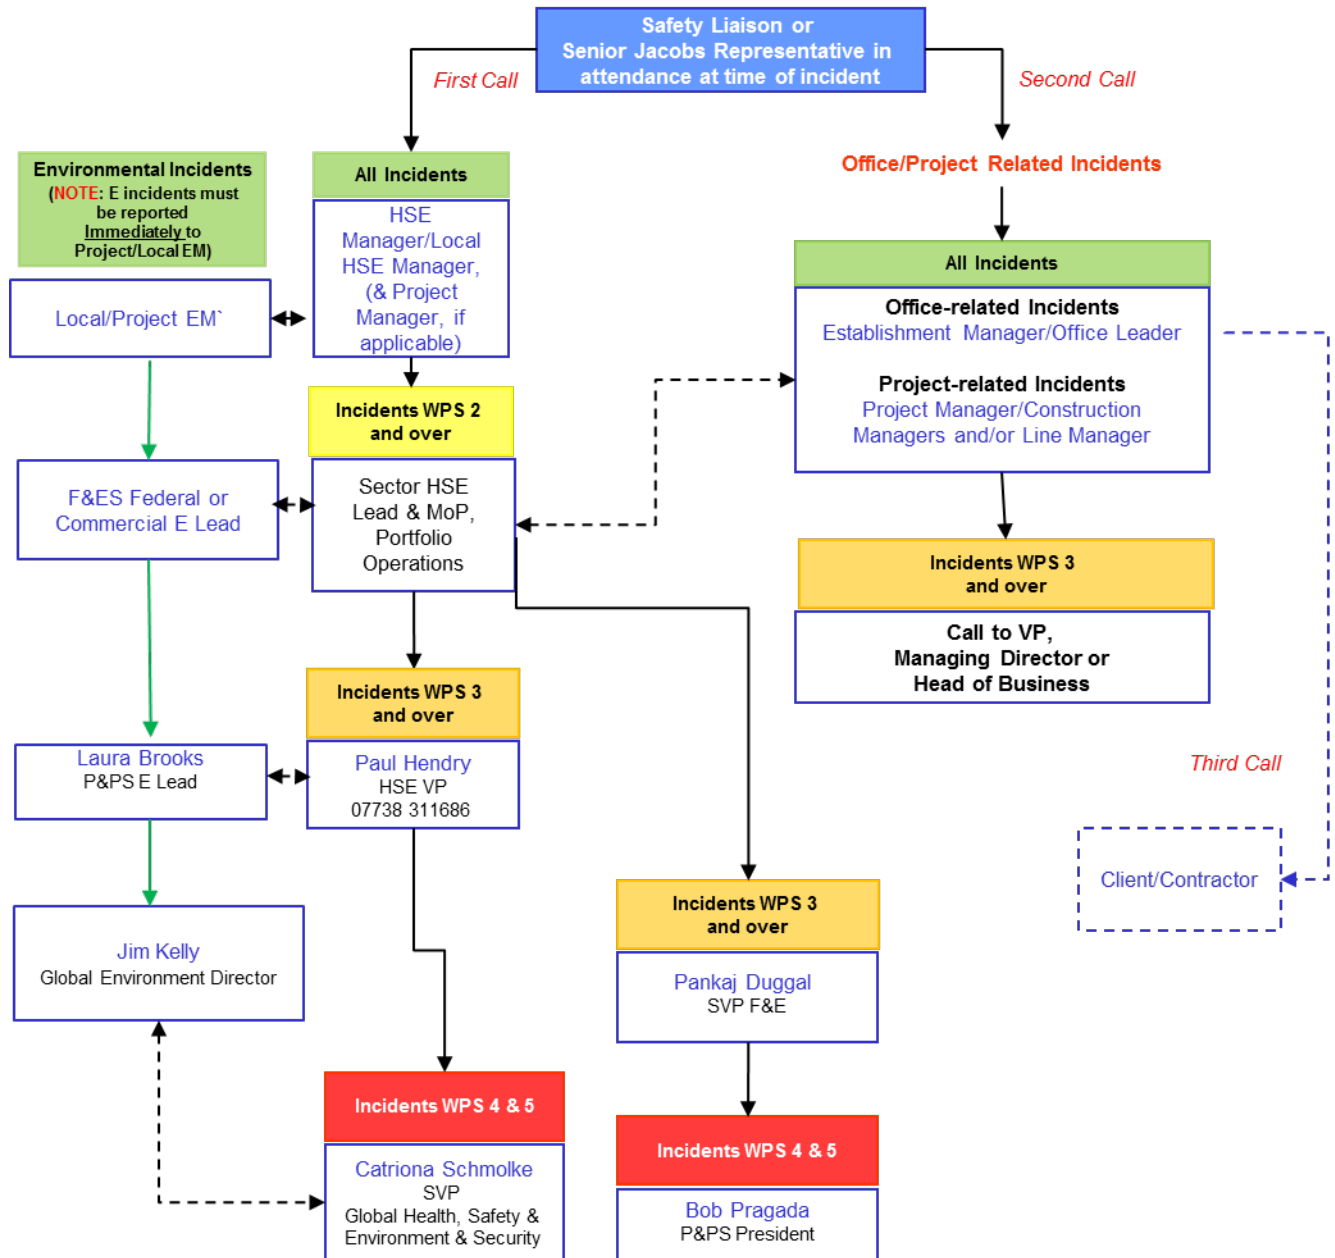 Safety Liaison or
Senior Jacobs Representative in
attendance at time of incident
First Call
Second Call
Environmental Incidents
(NOTE: E incidents must
be reported
Immediately to
Project/Local EM)
All Incidents
HSE
Manager/Local
HSE Manager,
(& Project
Manager, if
applicable)
Office/Project Related Incidents
All Incidents
Office-related Incidents
Establishment Manager/Office Leader
Project-related Incidents
Project Manager/Construction
Managers and/or Line Manager
Local/Project EM`
Incidents WPS 2
and over
Sector HSE
Lead & MoP,
Portfolio
Operations
F&ES Federal or
Commercial E Lead
Incidents WPS 3
and over
Call to VP,
Managing Director or
Head of Business
Incidents WPS 3
and over
Paul Hendry
HSE VP
07738 311686
Laura Brooks
P&PS E Lead
Third Call
Client/Contractor
Incidents WPS 3
and over
Pankaj Duggal
SVP F&E
Jim Kelly
Global Environment Director
Incidents WPS 4 & 5
Catriona Schmolke
SVP
Global Health, Safety &
Environment & Security
Incidents WPS 4 & 5
Bob Pragada
P&PS President